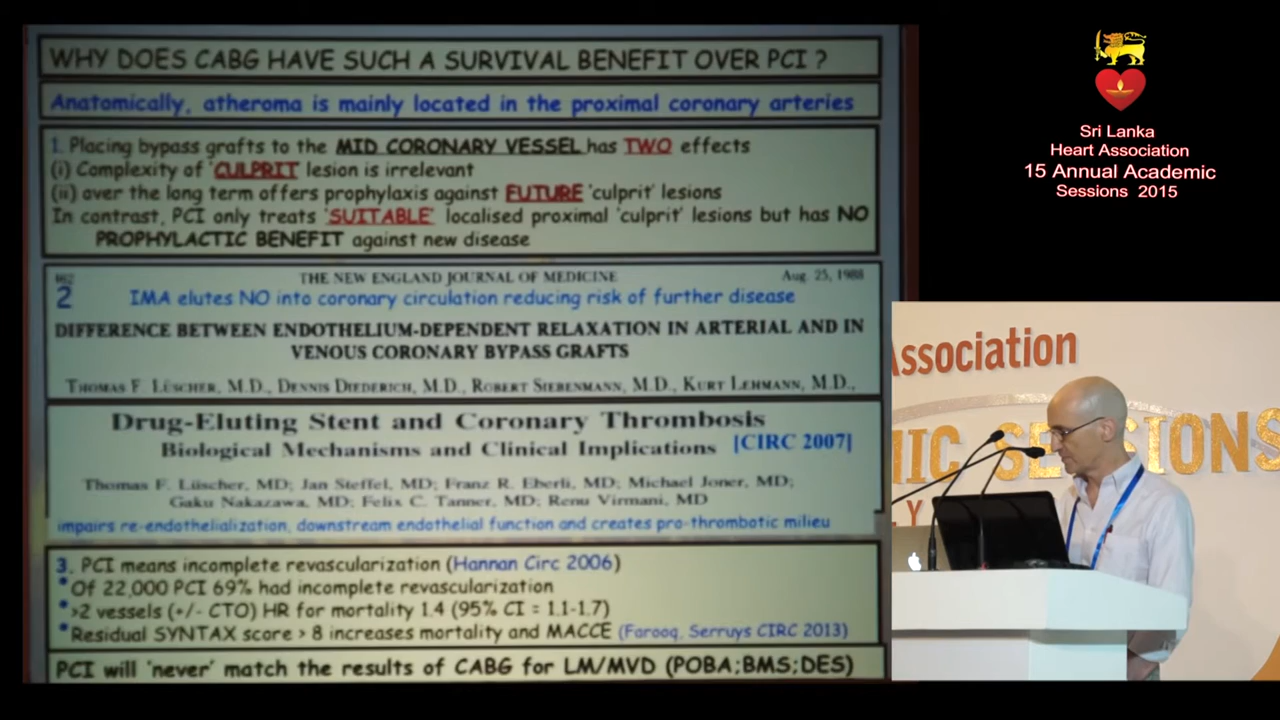 WHY DOES CABG HAVE SUCH A SURVIVAL BENEFIT OVER PCI ?
Anatomically, atheroma is mainly located in the proximal coronary arteries
1. Placing bypass grafts to the MID CORONARY VESSEL has TWO effects
(i) Complexity of 'CULPRIT' lesion is irrelevant
(ii) over the long term offers prophylaxis against FUTURE 'culprit' lesions
In contrast, PCI only treats 'SUITABLE' localised proximal 'culprit' lesions but has NO
PROPHYLACTIC BENEFIT against new disease
462
THE NEW ENGLAND JOURNAL OF MEDICINE
Aug. 25, 1988
2
IMA elutes NO into coronary circulation reducing risk of further disease
DIFFERENCE BETWEEN ENDOTHELIUM-DEPENDENT RELAXATION IN ARTERIAL AND IN
VENOUS CORONARY BYPASS GRAFTS
THOMAS F. LÜSCHER, M.D., DENNIS DIEDERICH, M.D., ROBERT SIEBENMANN, M.D., KURT LEHMANN, M.D.,
Drug-Eluting Stent and Coronary Thrombosis
Biological Mechanisms and Clinical Implications [CIRC 2007]
Thomas F. Lüscher, MD; Jan Steffel, MD; Franz R. Eberli, MD; Michael Joner, MD;
Gaku Nakazawa, MD; Felix C. Tanner, MD; Renu Virmani, MD
impairs re-endothelialization, downstream endothelial function and creates pro-thrombotic milieu
3. PCI means incomplete revascularization (Hannan Circ 2006)
• Of 22,000 PCI 69% had incomplete revascularization
• >2 vessels (+/- CTO) HR for mortality 1.4 (95% CI = 1.1-1.7)
• Residual SYNTAX score > 8 increases mortality and MACCE (Farooq, Serruys CIRC 2013)
PCI will 'never' match the results of CABG for LM/MVD (POBA;BMS;DES)
Sri Lanka
Heart Association
15 Annual Academic
Sessions 2015
Association
MIC SESSIONS